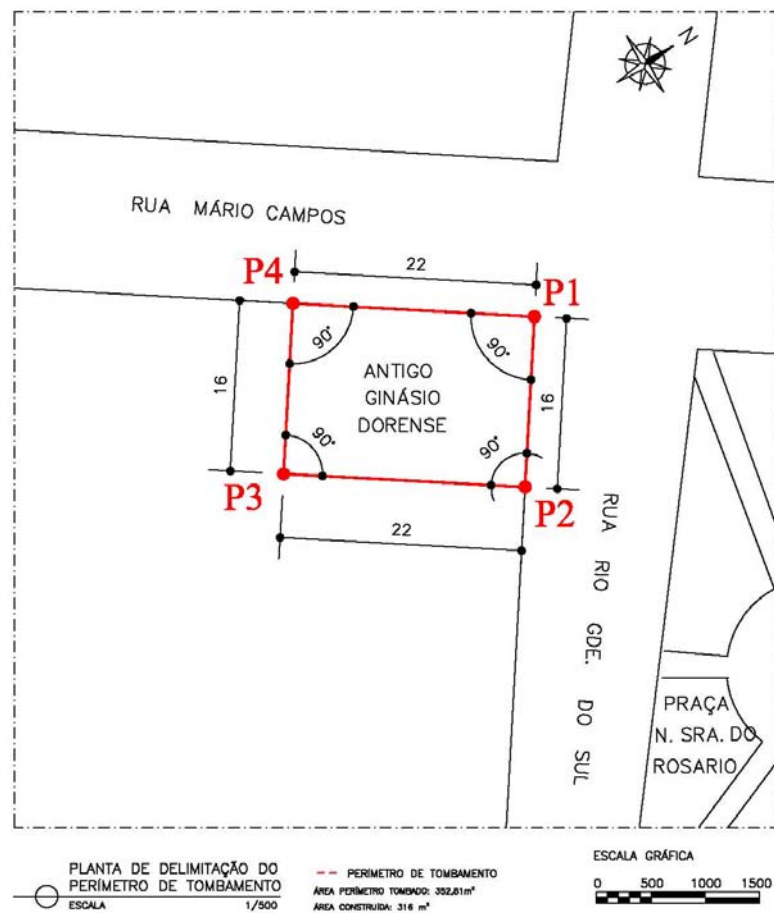 N
RUA MÁRIO CAMPOS
P4
22
P1
90°
90°
16
ANTIGO
GINÁSIO
DORENSE
16
90°
90°
P3
P2
22
RUA RIO GDE. DO SUL
PRAÇA
N. SRA. DO
ROSARIO
PLANTA DE DELIMITAÇÃO DO
PERÍMETRO DE TOMBAMENTO
ESCALA 1/500
PERÍMETRO DE TOMBAMENTO
ÁREA PERÍMETRO TOMBADO: 352,81m²
ÁREA CONSTRUÍDA: 316 m²
ESCALA GRÁFICA
0 500 1000 1500